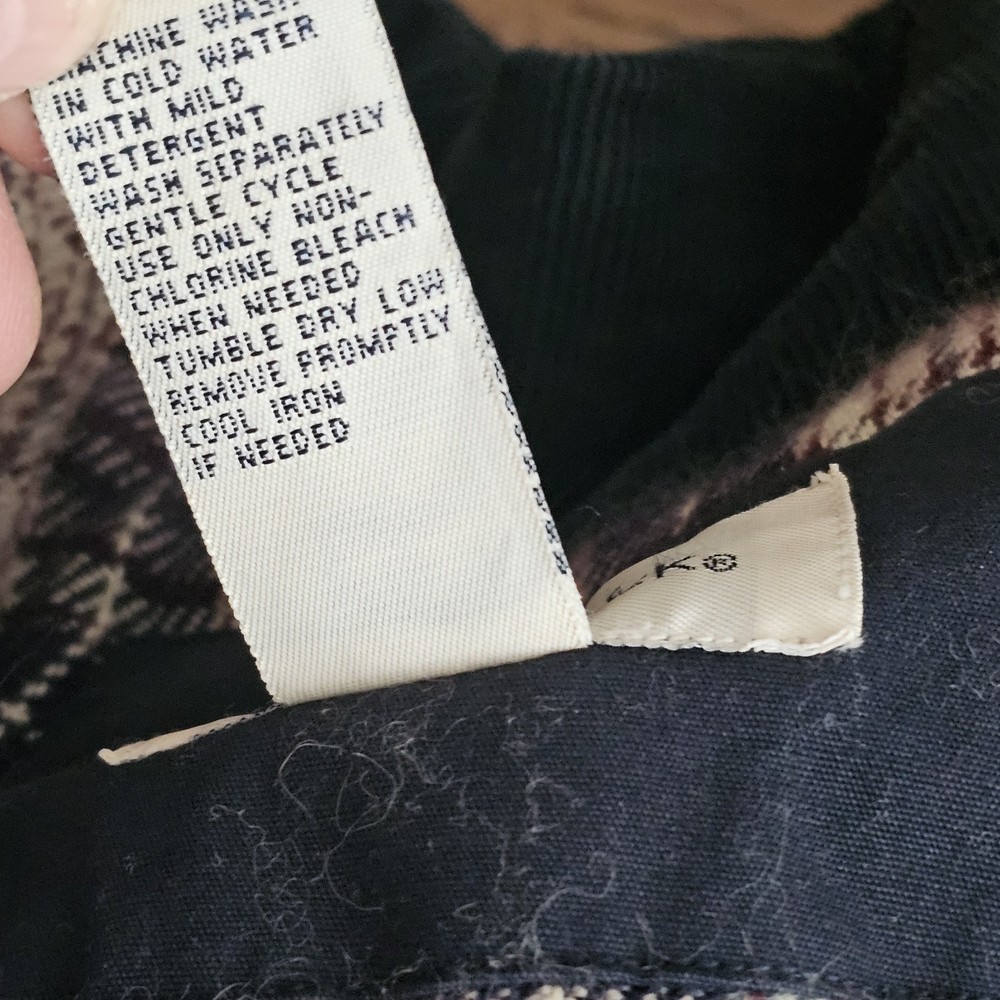 MACHINE WASH
IN COLD WATER
WITH MILD
DETERGENT
WASH SEPARATELY
GENTLE CYCLE
USE ONLY NON-
CHLORINE BLEACH
WHEN NEEDED
TUMBLE DRY LOW
REMOVE PROMPTLY
COOL IRON
IF NEEDED
K®